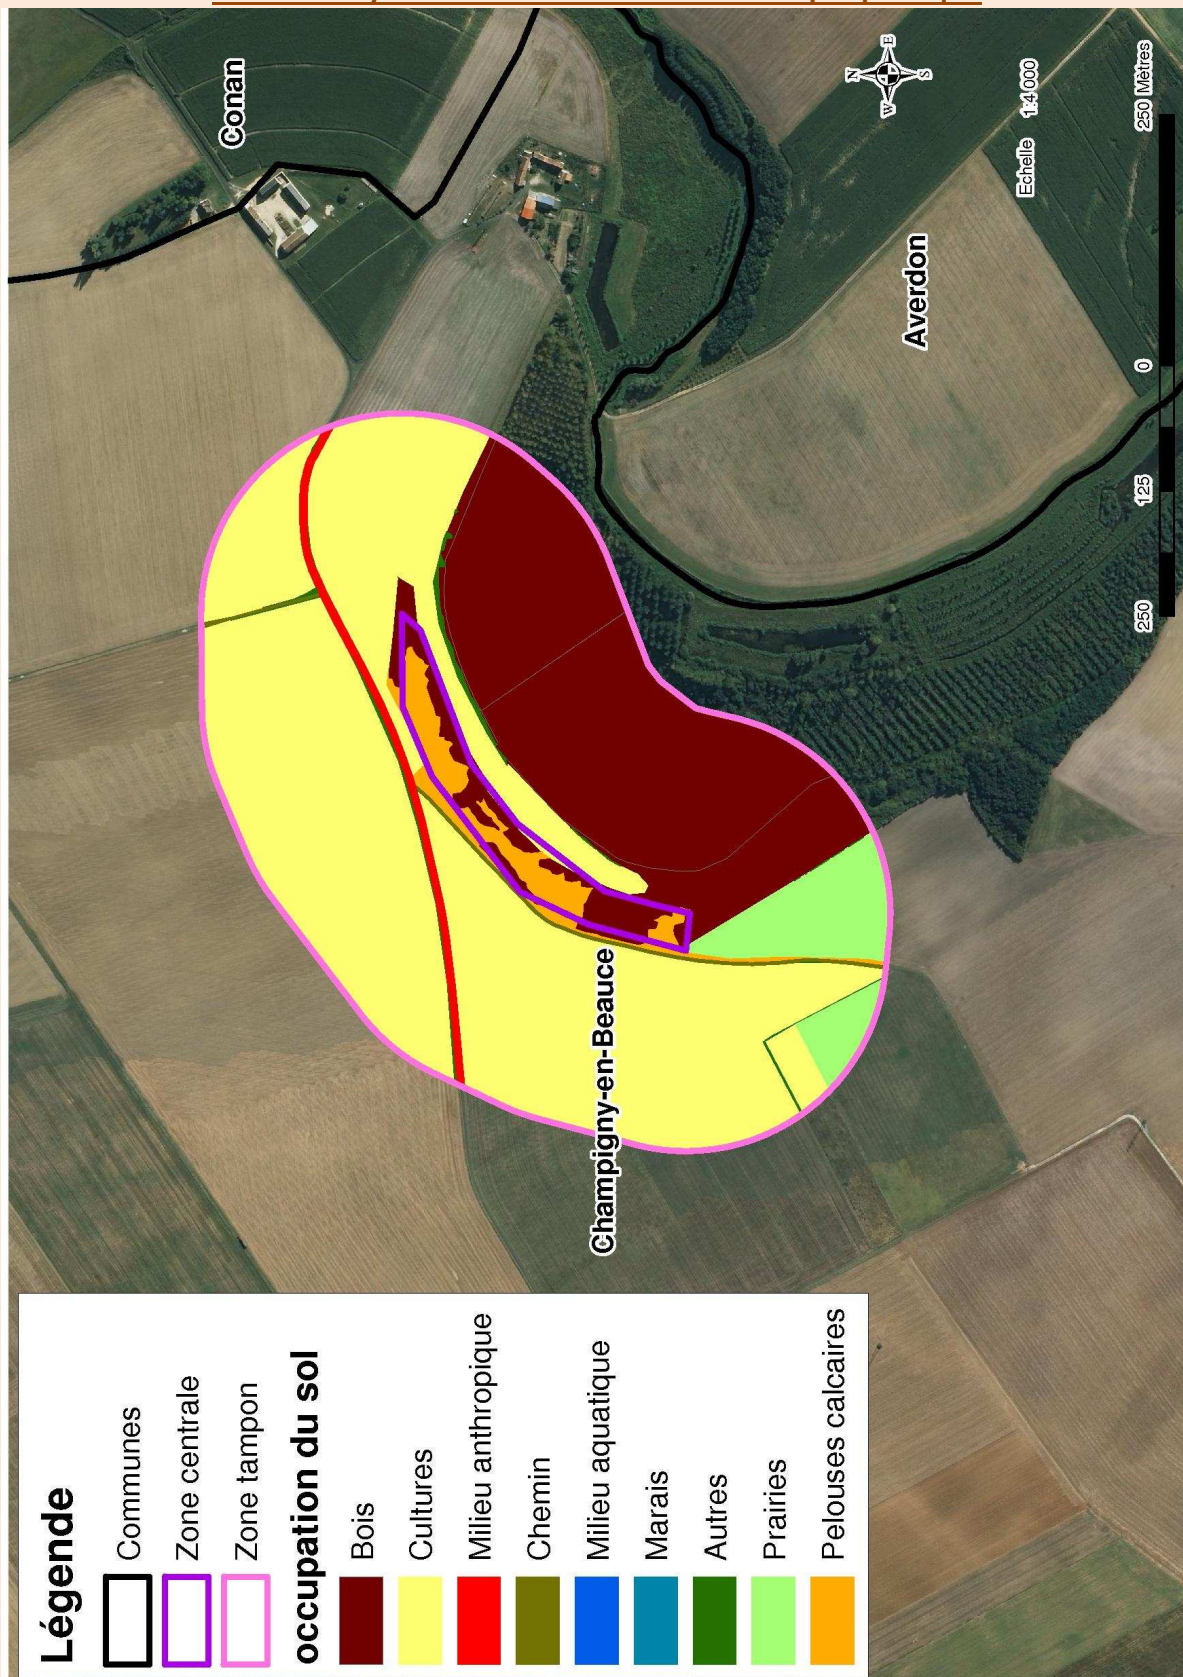 Légende
Communes
Zone centrale
Zone tampon
occupation du sol
Bois
Cultures
Milieu anthropique
Chemin
Milieu aquatique
Marais
Autres
Prairies
Pelouses calcaires
Champigny-en-Beauce
Conan
Averdon
N
W
E
S
Echelle 1:4 000
250 125 0 250 Mètres